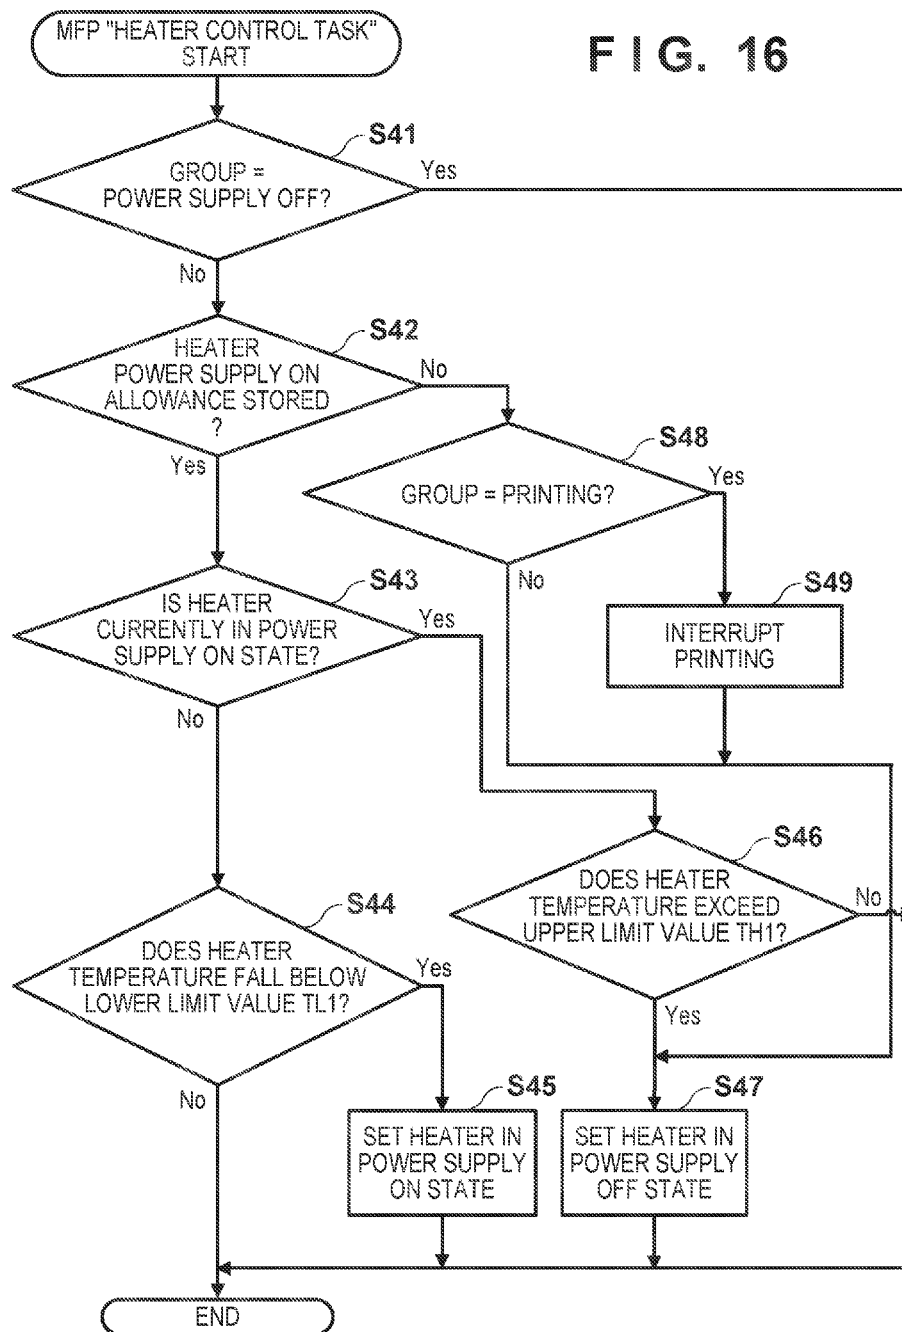 MFP "HEATER CONTROL TASK"
START
F I G. 16
S41
GROUP =
POWER SUPPLY OFF?
Yes
No
S42
HEATER
POWER SUPPLY ON
ALLOWANCE STORED
?
No
Yes
S48
GROUP = PRINTING?
Yes
No
S43
IS HEATER
CURRENTLY IN POWER
SUPPLY ON STATE?
Yes
No
S49
INTERRUPT
PRINTING
S46
DOES HEATER
TEMPERATURE EXCEED
UPPER LIMIT VALUE TH1?
No
Yes
S44
DOES HEATER
TEMPERATURE FALL BELOW
LOWER LIMIT VALUE TL1?
Yes
No
S45
SET HEATER IN
POWER SUPPLY
ON STATE
S47
SET HEATER IN
POWER SUPPLY
OFF STATE
END